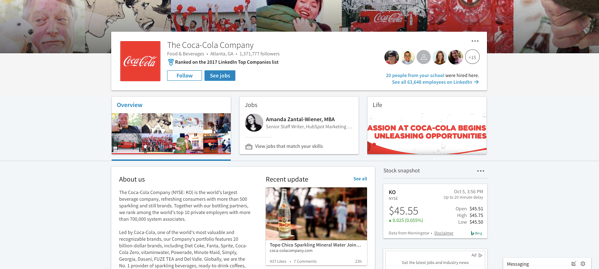 The Coca-Cola Company
Food & Beverages • Atlanta, GA • 1,371,777 followers
Ranked on the 2017 LinkedIn Top Companies list
Follow
See jobs
Coca-Cola
+15
20 people from your school were hired here.
See all 63,648 employees on LinkedIn →
Overview
Jobs
Amanda Zantal-Wiener, MBA
Senior Staff Writer, HubSpot Marketing ...
View jobs that match your skills
Life
ASSION AT COCA-COLA BEGINS
UNLEASHING OPPORTUNITIES
About us
The Coca-Cola Company (NYSE: KO) is the world's largest
beverage company, refreshing consumers with more than 500
sparkling and still brands. Together with our bottling partners,
we rank among the world's top 10 private employers with more
than 700,000 system associates.
Led by Coca-Cola, one of the world's most valuable and
recognizable brands, our Company's portfolio features 20
billion-dollar brands, including Diet Coke, Fanta, Sprite, Coca-
Cola Zero, vitaminwater, Powerade, Minute Maid, Simply,
Georgia, Dasani, FUZE TEA and Del Valle. Globally, we are the
No. 1 provider of sparkling beverages, ready-to-drink coffees,
Recent update
See all
Topo Chico Sparkling Mineral Water Join...
coca-colacompany.com
437 Likes • 7 Comments
Stock snapshot
KO
NYSE
Oct 5, 3:56 PM
Up to 20 minute delay
$45.55
0.025 (0.055%)
Open $45.51
High $45.75
Low $45.50
Data from Morningstar • Disclaimer
Bing
Ad
Get the latest jobs and industry news
Messaging